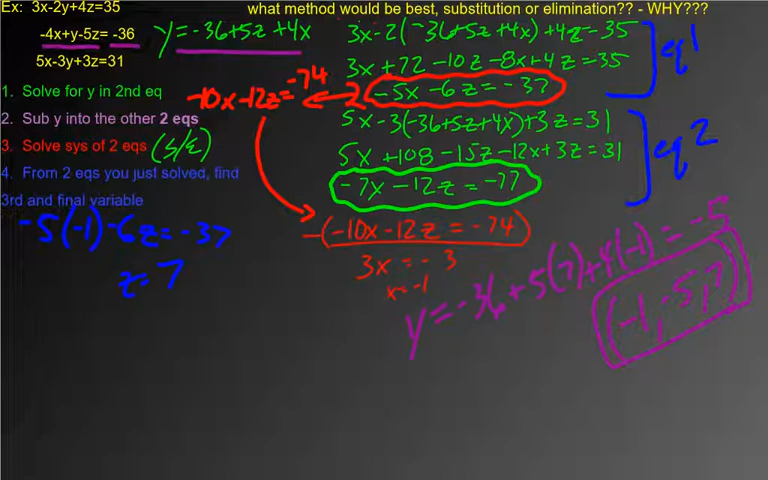 Ex: 3x-2y+4z=35
what method would be best, substitution or elimination?? - WHY???
-4x+y-5z= -36
y=-36+5z+4x
5x-3y+3z=31
1. Solve for y in 2nd eq
2. Sub y into the other 2 eqs
3. Solve sys of 2 eqs (S/E)
4. From 2 eqs you just solved, find
3rd and final variable
3x-2(-36+5z+4x)+4z=35
3x+72-10z-8x+4z=35
-5x-6z=-37
eq1
2
-10x-12z=-74
5x-3(-36+5z+4x)+3z=31
5x+108-15z-12x+3z=31
-7x-12z=-77
eq2
-(-10x-12z=-74)
3x=-3
x=-1
-5(-1)-6z=-37
z=7
y=-36+5(7)+4(-1)=-5
(-1,-5,7)